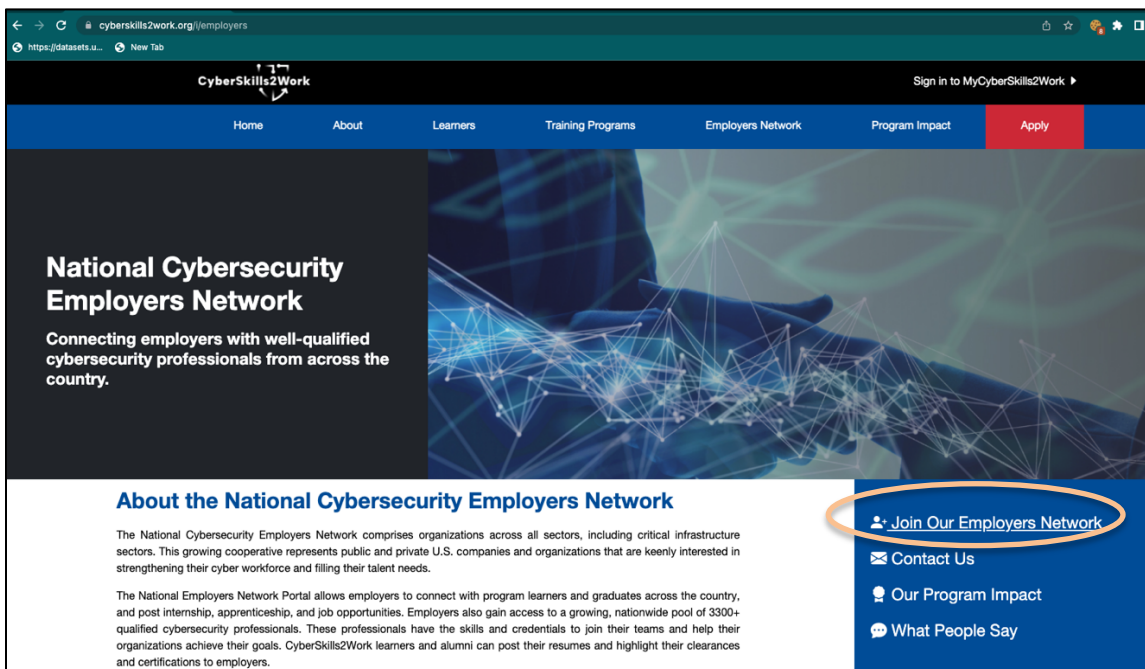 cyberskills2work.org/i/employers
https://datasets.u... New Tab
CyberSkills2Work
Sign in to MyCyberSkills2Work
Home About Learners Training Programs Employers Network Program Impact Apply
National Cybersecurity
Employers Network
Connecting employers with well-qualified
cybersecurity professionals from across the
country.
About the National Cybersecurity Employers Network
The National Cybersecurity Employers Network comprises organizations across all sectors, including critical infrastructure
sectors. This growing cooperative represents public and private U.S. companies and organizations that are keenly interested in
strengthening their cyber workforce and filling their talent needs.
The National Employers Network Portal allows employers to connect with program learners and graduates across the country,
and post internship, apprenticeship, and job opportunities. Employers also gain access to a growing, nationwide pool of 3300+
qualified cybersecurity professionals. These professionals have the skills and credentials to join their teams and help their
organizations achieve their goals. CyberSkills2Work learners and alumni can post their resumes and highlight their clearances
and certifications to employers.
Join Our Employers Network
Contact Us
Our Program Impact
What People Say